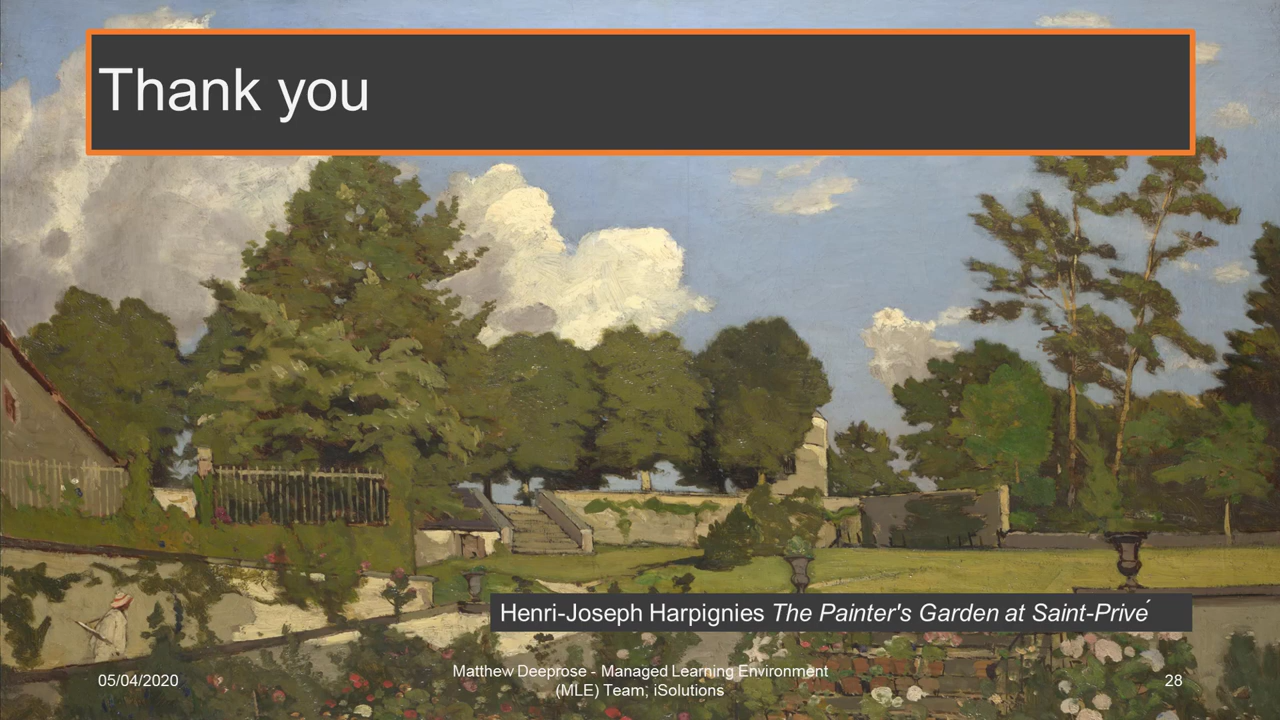 Thank you
Henri-Joseph Harpignies The Painter's Garden at Saint-Privé
05/04/2020
Matthew Deeprose - Managed Learning Environment
(MLE) Team, iSolutions
28